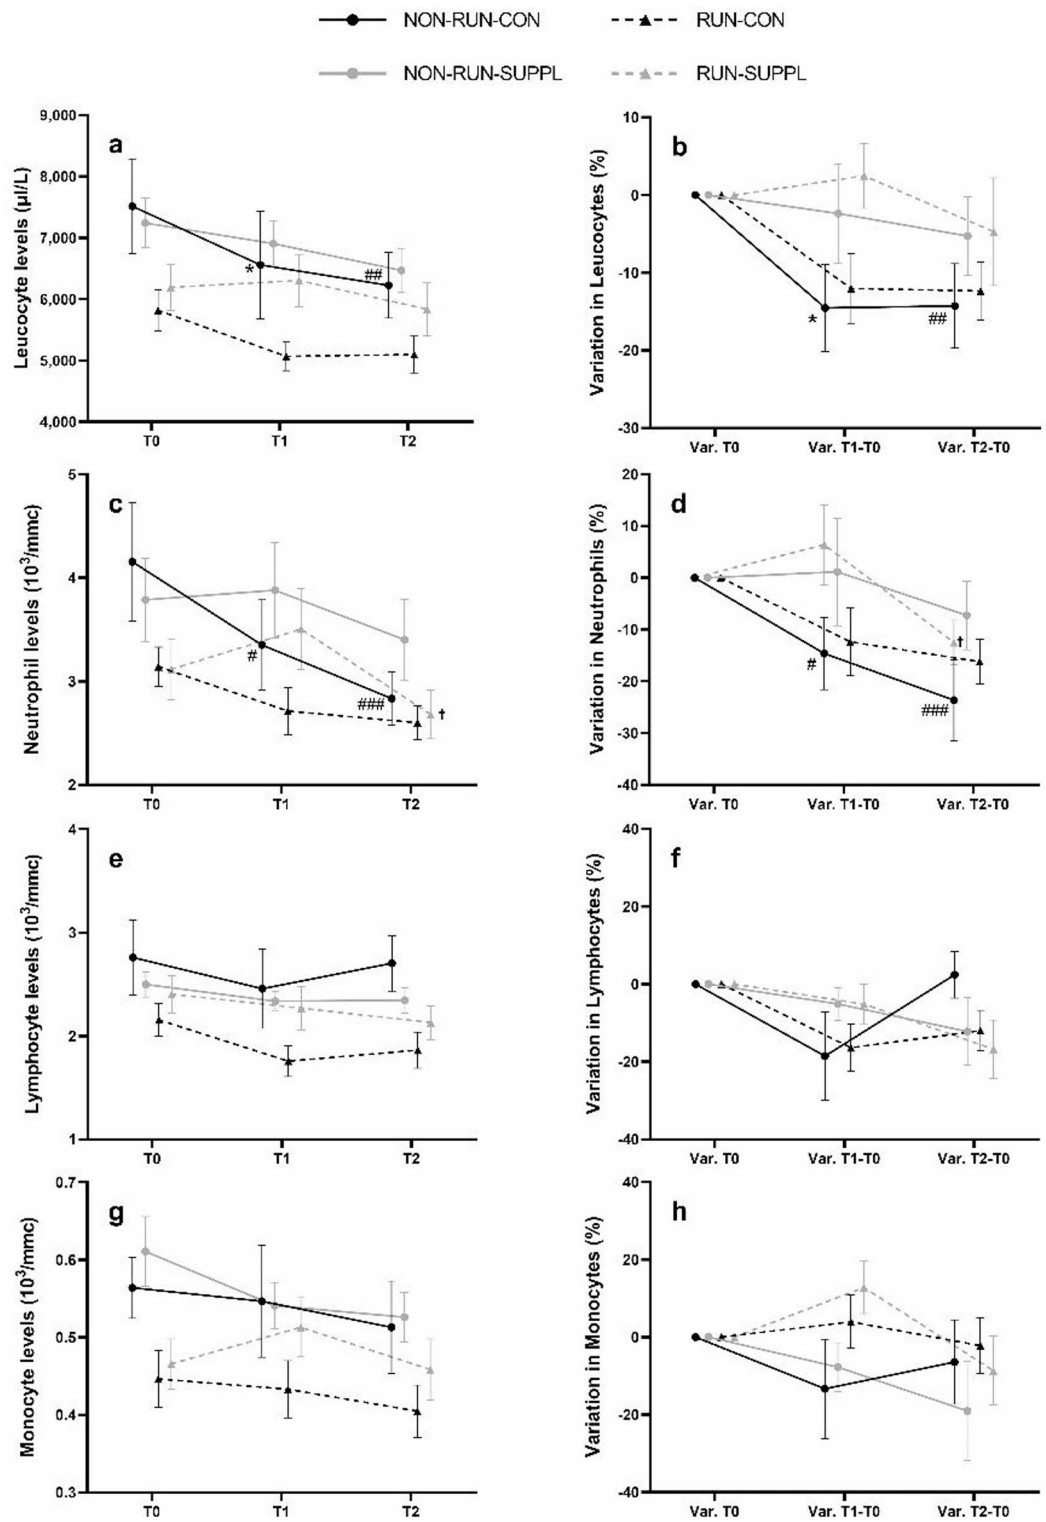 NON-RUN-CON RUN-CON
NON-RUN-SUPPL RUN-SUPPL
a
Leucocyte levels (µl/L)
9,000
8,000
7,000
6,000
5,000
4,000
*
##
T0 T1 T2
b
Variation in Leucocytes (%)
10
0
-10
-20
-30
*
##
Var. T0 Var. T1-T0 Var. T2-T0
c
Neutrophil levels (10³/mmc)
5
4
3
2
#
###
†
T0 T1 T2
d
Variation in Neutrophils (%)
20
10
0
-10
-20
-30
-40
#
†
###
Var. T0 Var. T1-T0 Var. T2-T0
e
Lymphocyte levels (10³/mmc)
4
3
2
1
T0 T1 T2
f
Variation in Lymphocytes (%)
40
20
0
-20
-40
Var. T0 Var. T1-T0 Var. T2-T0
g
Monocyte levels (10³/mmc)
0.7
0.6
0.5
0.4
0.3
T0 T1 T2
h
Variation in Monocytes (%)
40
20
0
-20
-40
Var. T0 Var. T1-T0 Var. T2-T0